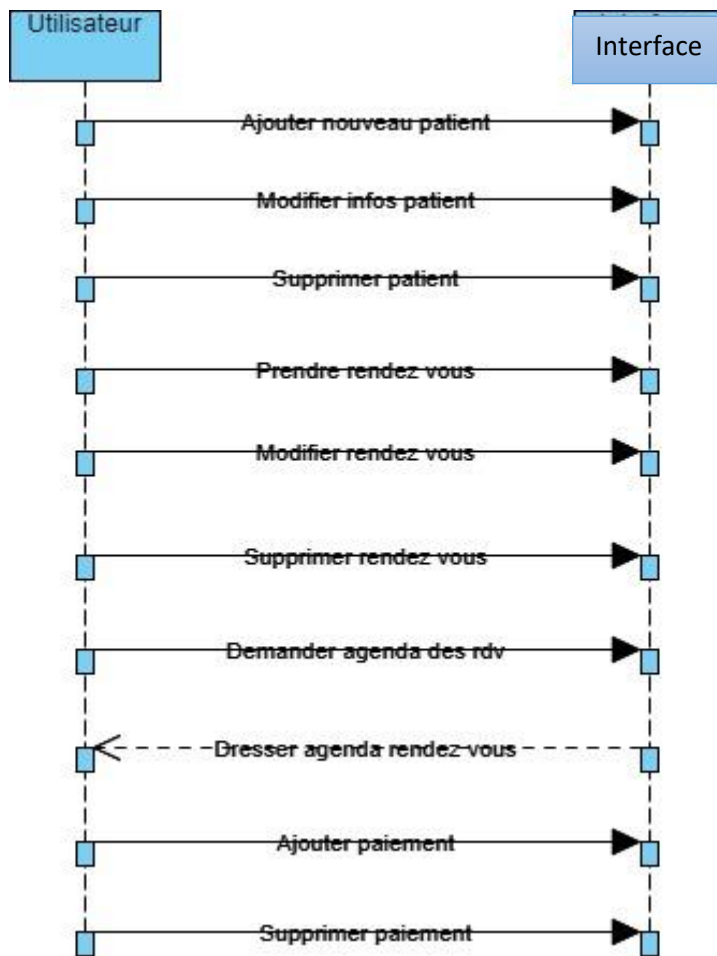 Utilisateur
Interface
Ajouter nouveau patient
Modifier infos patient
Supprimer patient
Prendre rendez vous
Modifier rendez vous
Supprimer rendez vous
Demander agenda des rdv
Dresser agenda rendez vous
Ajouter paiement
Supprimer paiement